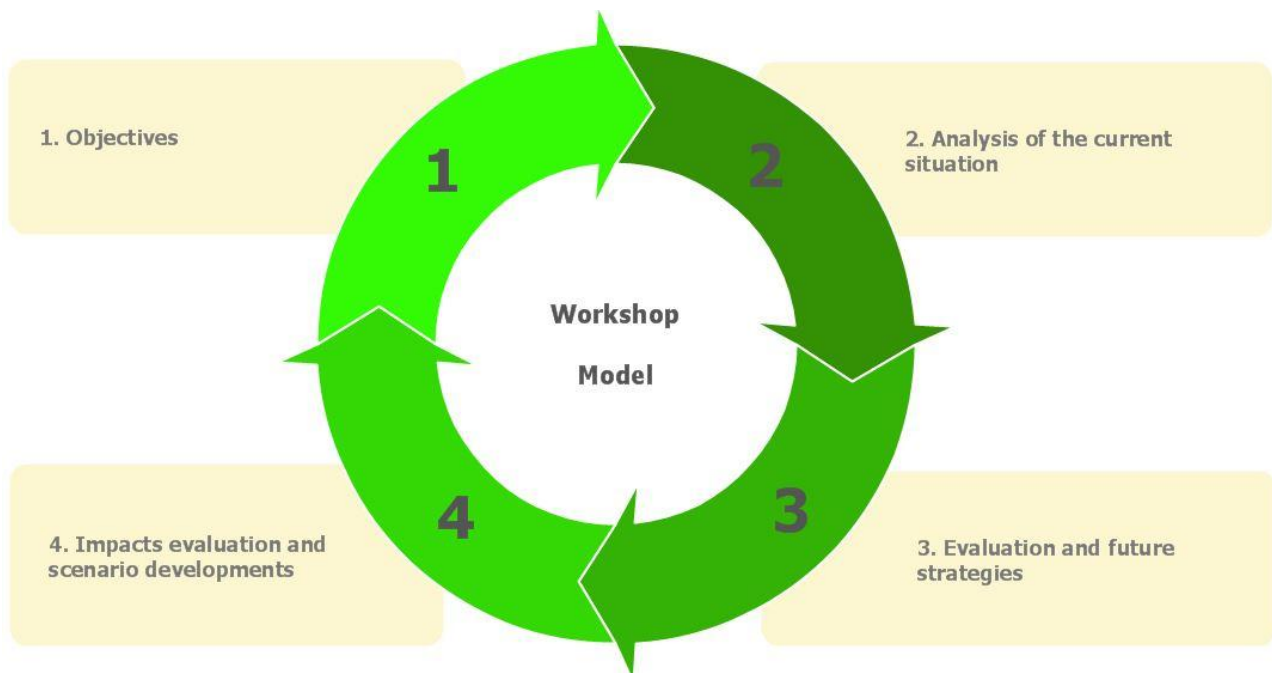 1. Objectives
1
2
2. Analysis of the current
situation
Workshop
Model
4. Impacts evaluation and
scenario developments
4
3
3. Evaluation and future
strategies